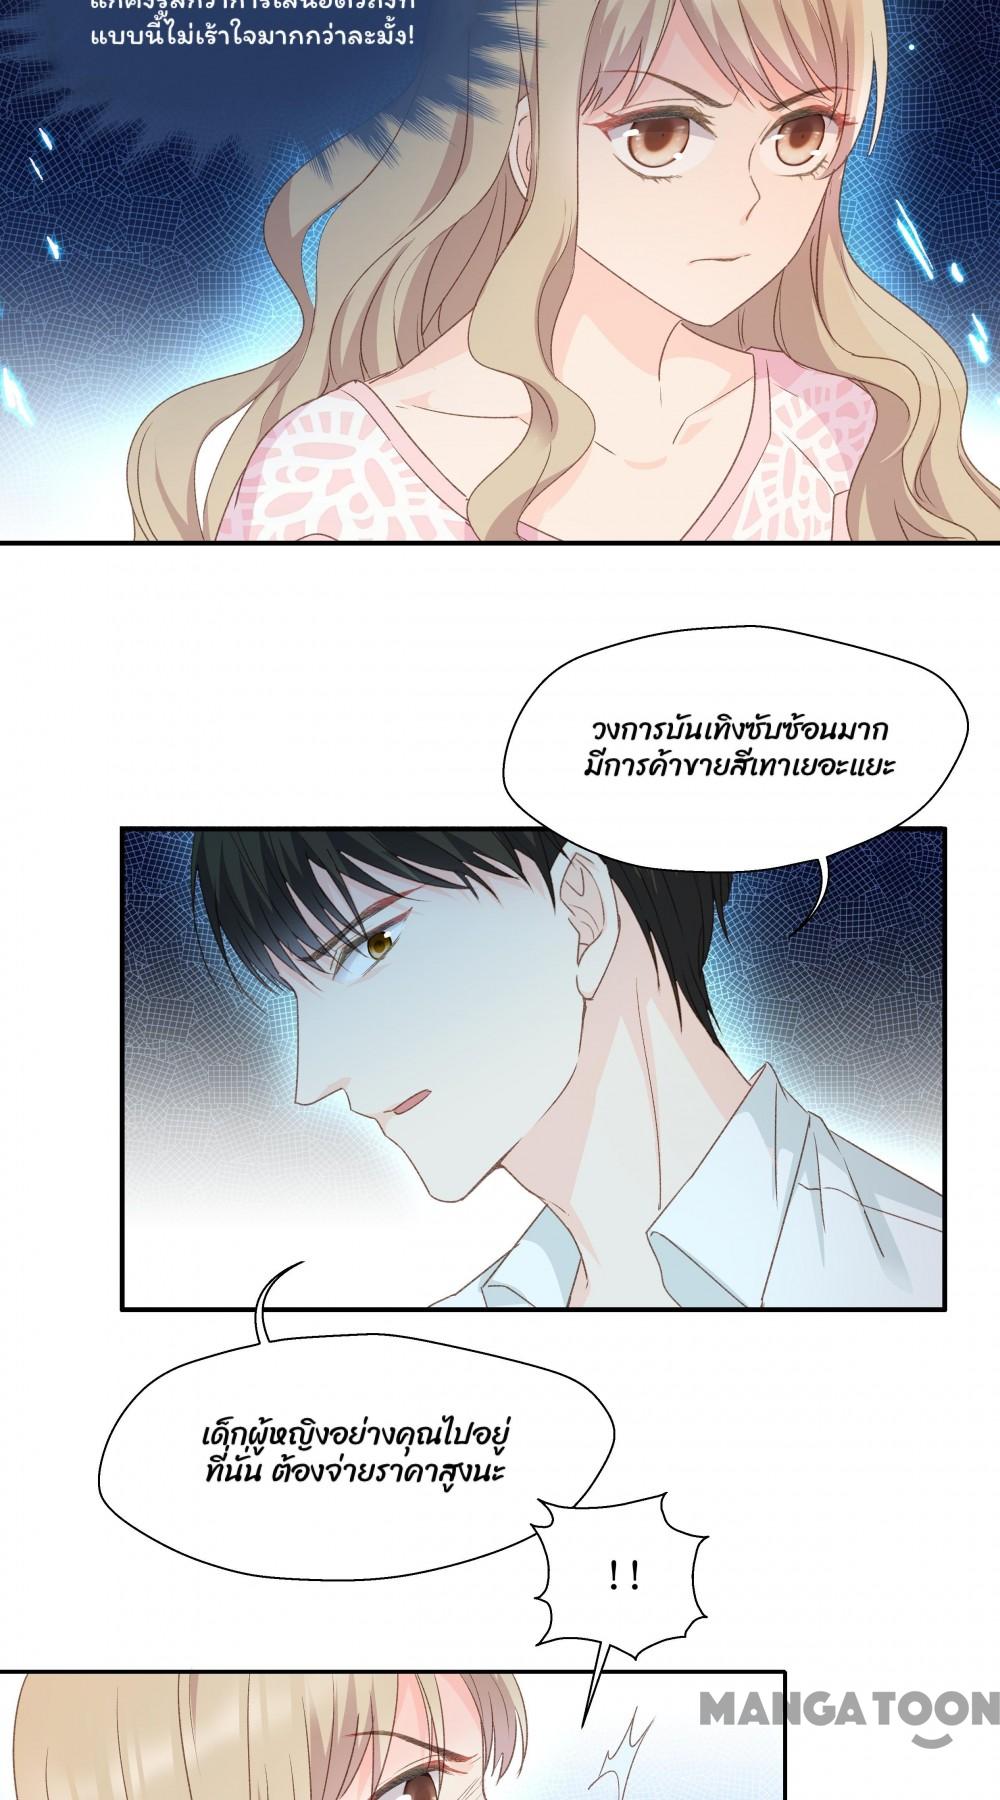 แบบนี้ไม่เร้าใจมากกว่าละมั้ง!
วงการบันเทิงซับซ้อนมาก
มีการค้าขายสีเทาเยอะแยะ
เด็กผู้หญิงอย่างคุณไปอยู่
ที่นั่น ต้องจ่ายราคาสูงนะ
!!
MANGATOON